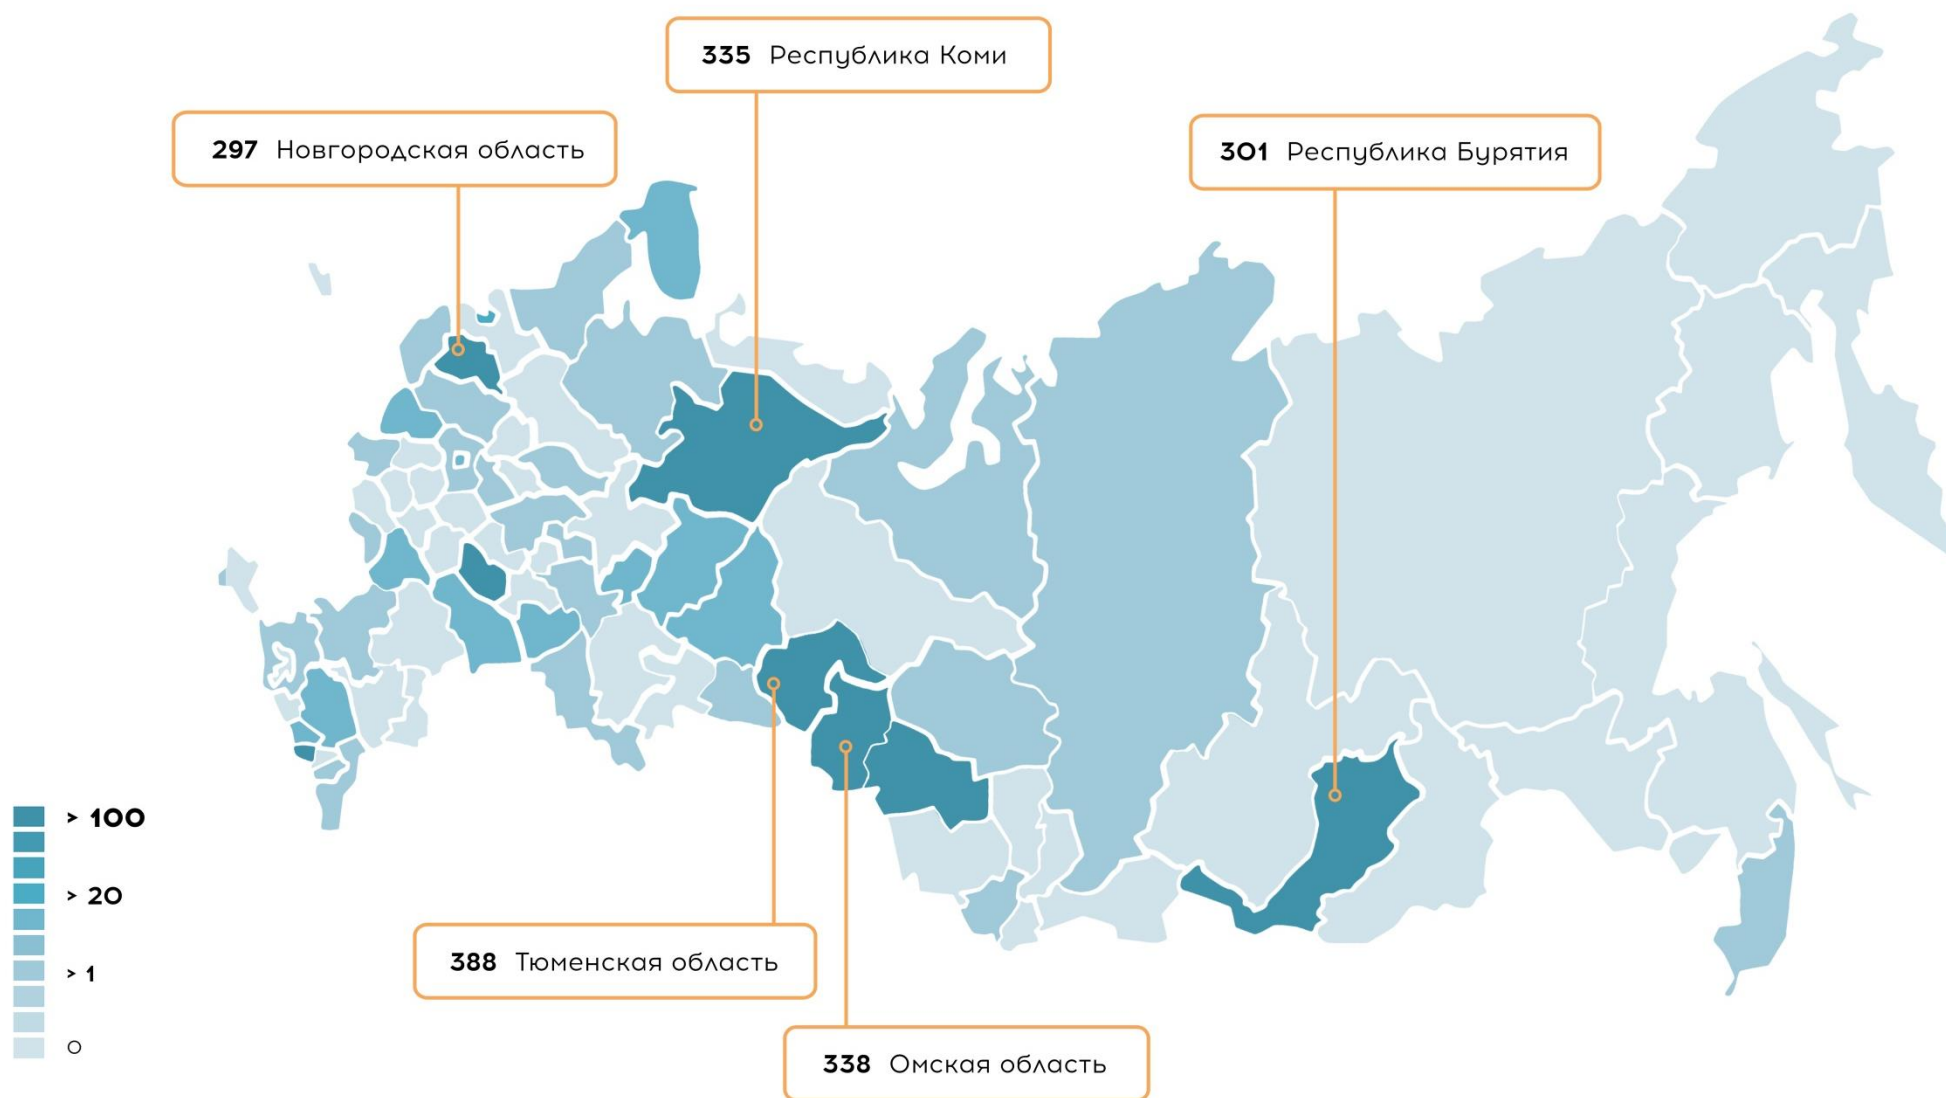 335 Республика Коми
297 Новгородская область
301 Республика Бурятия
> 100
> 20
> 1
0
388 Тюменская область
338 Омская область